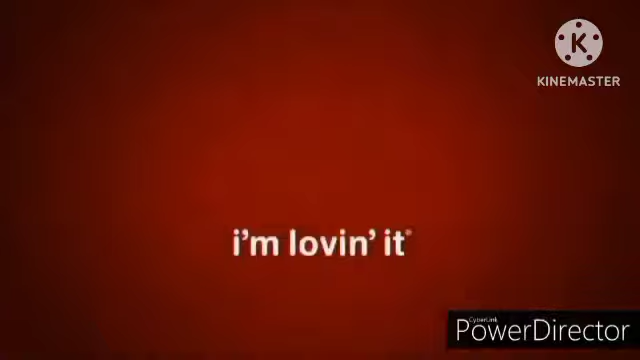 K
KINEMASTER
i'm lovin' it®
CyberLink
PowerDirector